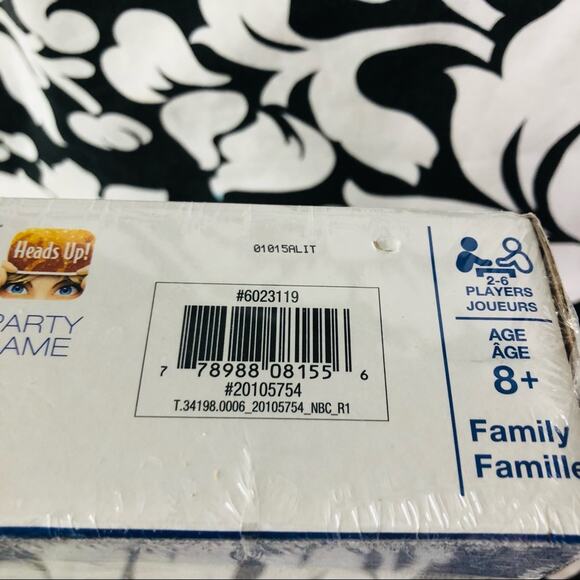 Heads Up!
PARTY
AME
01015ALIT
#6023119
7 78988 08155 6
#20105754
T.34198.0006_20105754_NBC_R1
2-6
PLAYERS
JOUEURS
AGE
ÂGE
8+
Family
Famille